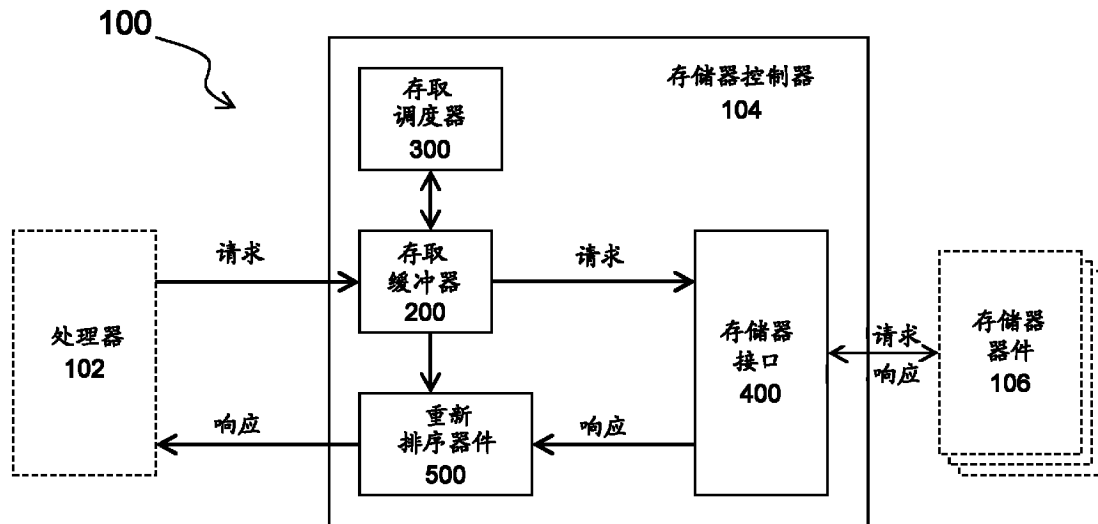 100
存储器控制器
104
存取
调度器
300
请求
存取
缓冲器
200
请求
处理器
102
存储器
接口
400
请求
响应
存储器
器件
106
响应
重新
排序器件
500
响应